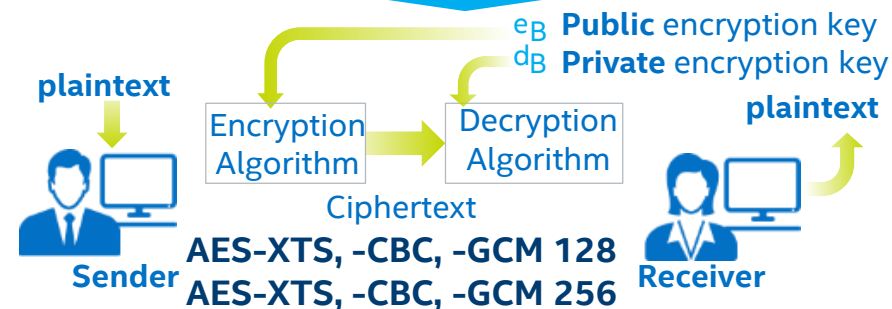 eB Public encryption key
dB Private encryption key
plaintext
plaintext
Encryption
Algorithm
Decryption
Algorithm
Ciphertext
AES-XTS, -CBC, -GCM 128
AES-XTS, -CBC, -GCM 256
Sender
Receiver